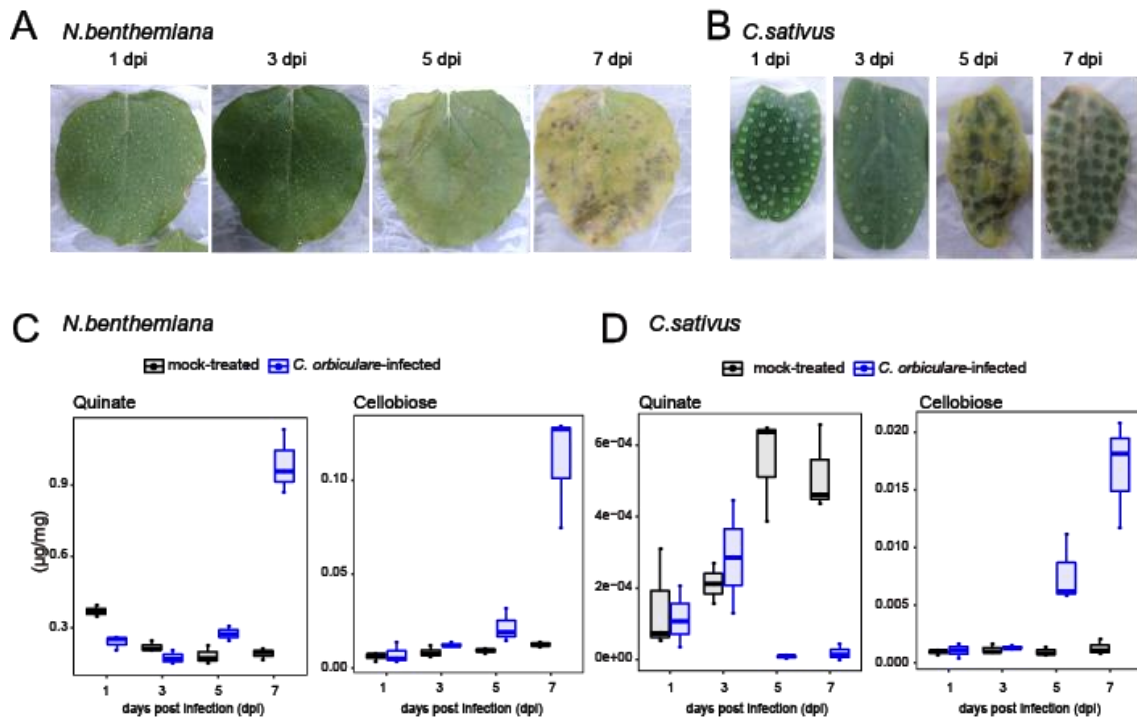 A N.benthemiana
1 dpi 3 dpi 5 dpi 7 dpi
B C.sativus
1 dpi 3 dpi 5 dpi 7 dpi
C N.benthemiana
mock-treated C. orbiculare-infected
Quinate
0.9
0.6
0.3
(µg/mg)
1 3 5 7
days post infection (dpi)
Cellobiose
0.10
0.05
0.00
1 3 5 7
days post infection (dpi)
D C.sativus
mock-treated C. orbiculare-infected
Quinate
6e−04
4e−04
2e−04
0e+00
1 3 5 7
days post infection (dpi)
Cellobiose
0.020
0.015
0.010
0.005
0.000
1 3 5 7
days post infection (dpi)